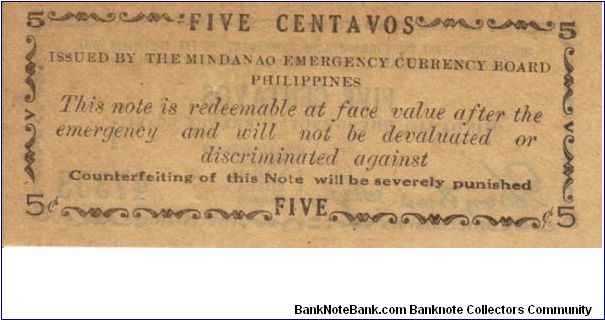 5 FIVE CENTAVOS 5
ISSUED BY THE MINDANAO EMERGENCY CURRENCY BOARD
PHILIPPINES
This note is redeemable at face value after the
emergency and will not be devaluated or
discriminated against
Counterfeiting of this Note will be severely punished
V V
5¢ FIVE ¢5
BankNoteBank.com Banknote Collectors Community